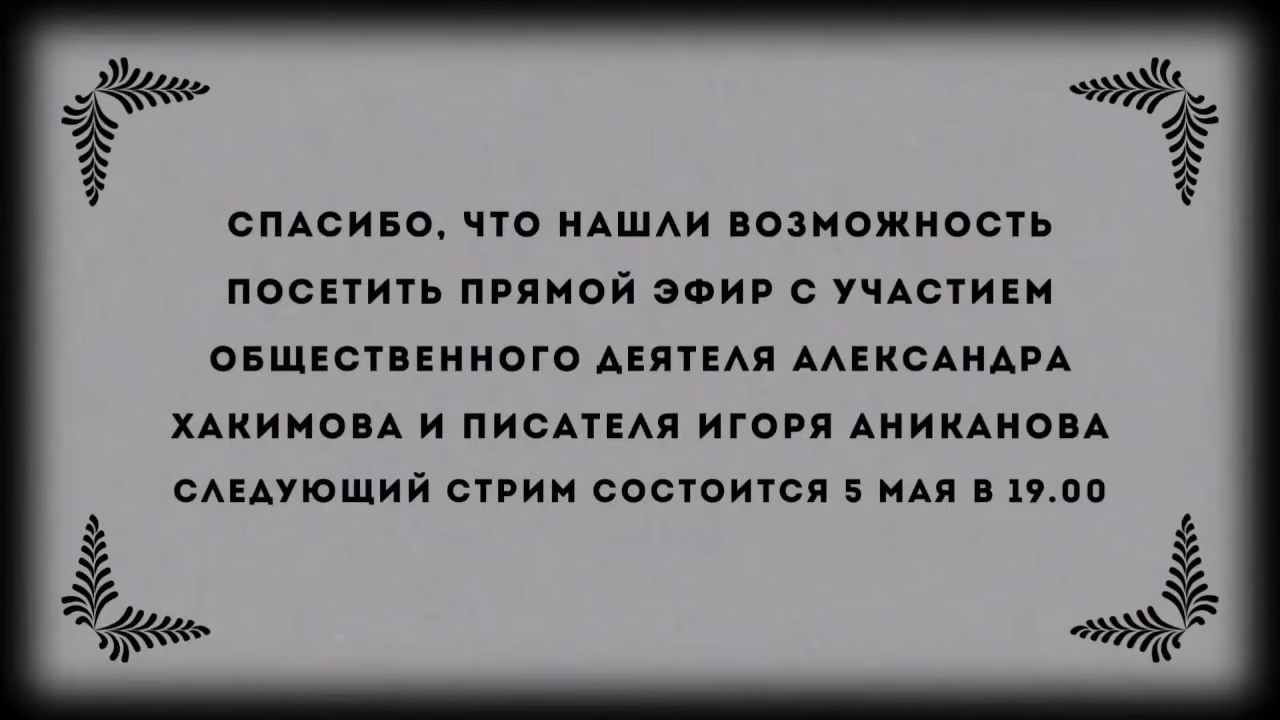 СПАСИБО, ЧТО НАШЛИ ВОЗМОЖНОСТЬ
ПОСЕТИТЬ ПРЯМОЙ ЭФИР С УЧАСТИЕМ
ОБЩЕСТВЕННОГО ДЕЯТЕЛЯ АЛЕКСАНДРА
ХАКИМОВА И ПИСАТЕЛЯ ИГОРЯ АНИКАНОВА
СЛЕДУЮЩИЙ СТРИМ СОСТОИТСЯ 5 МАЯ В 19.00